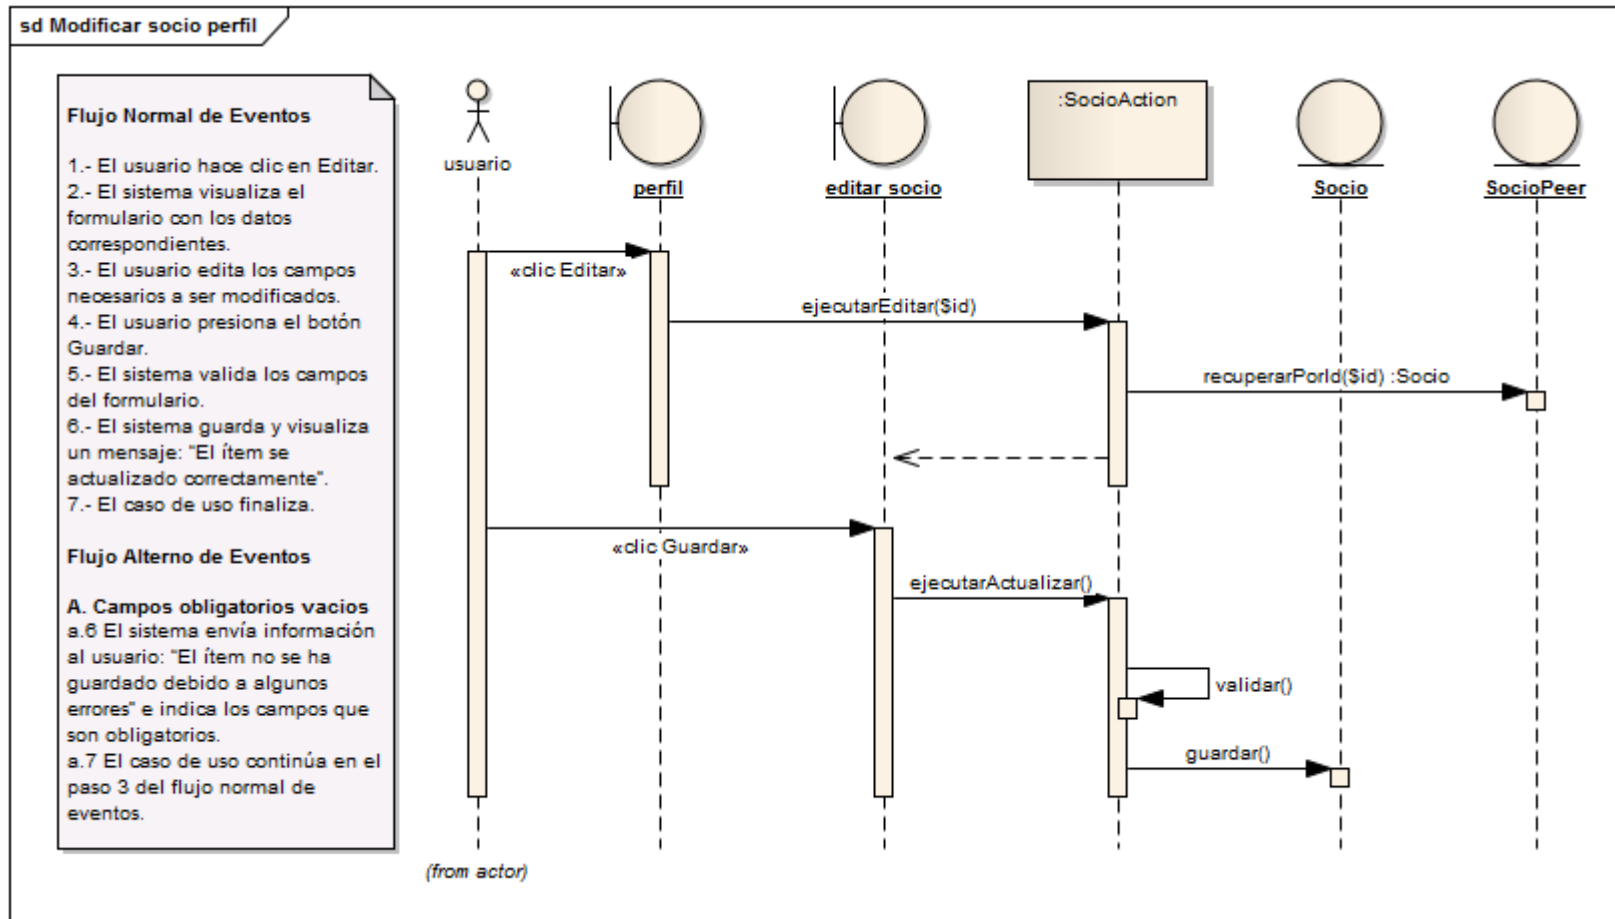 sd Modificar socio perfil
Flujo Normal de Eventos
1.- El usuario hace clic en Editar.
2.- El sistema visualiza el
formulario con los datos
correspondientes.
3.- El usuario edita los campos
necesarios a ser modificados.
4.- El usuario presiona el botón
Guardar.
5.- El sistema valida los campos
del formulario.
6.- El sistema guarda y visualiza
un mensaje: "El ítem se
actualizado correctamente".
7.- El caso de uso finaliza.
Flujo Alterno de Eventos
A. Campos obligatorios vacios
a.6 El sistema envía información
al usuario: "El ítem no se ha
guardado debido a algunos
errores" e indica los campos que
son obligatorios.
a.7 El caso de uso continúa en el
paso 3 del flujo normal de
eventos.
usuario
perfil
editar socio
:SocioAction
Socio
SocioPeer
«clic Editar»
ejecutarEditar($id)
recuperarPorId($id) :Socio
«clic Guardar»
ejecutarActualizar()
validar()
guardar()
(from actor)